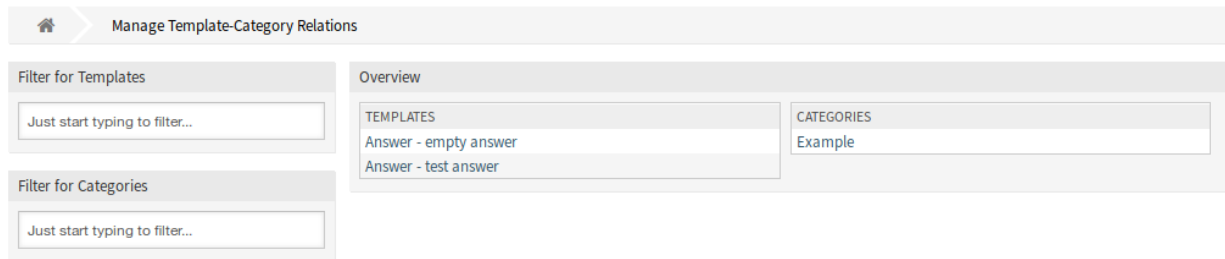 Manage Template-Category Relations
Filter for Templates
Just start typing to filter...
Filter for Categories
Just start typing to filter...
Overview
TEMPLATES
Answer - empty answer
Answer - test answer
CATEGORIES
Example